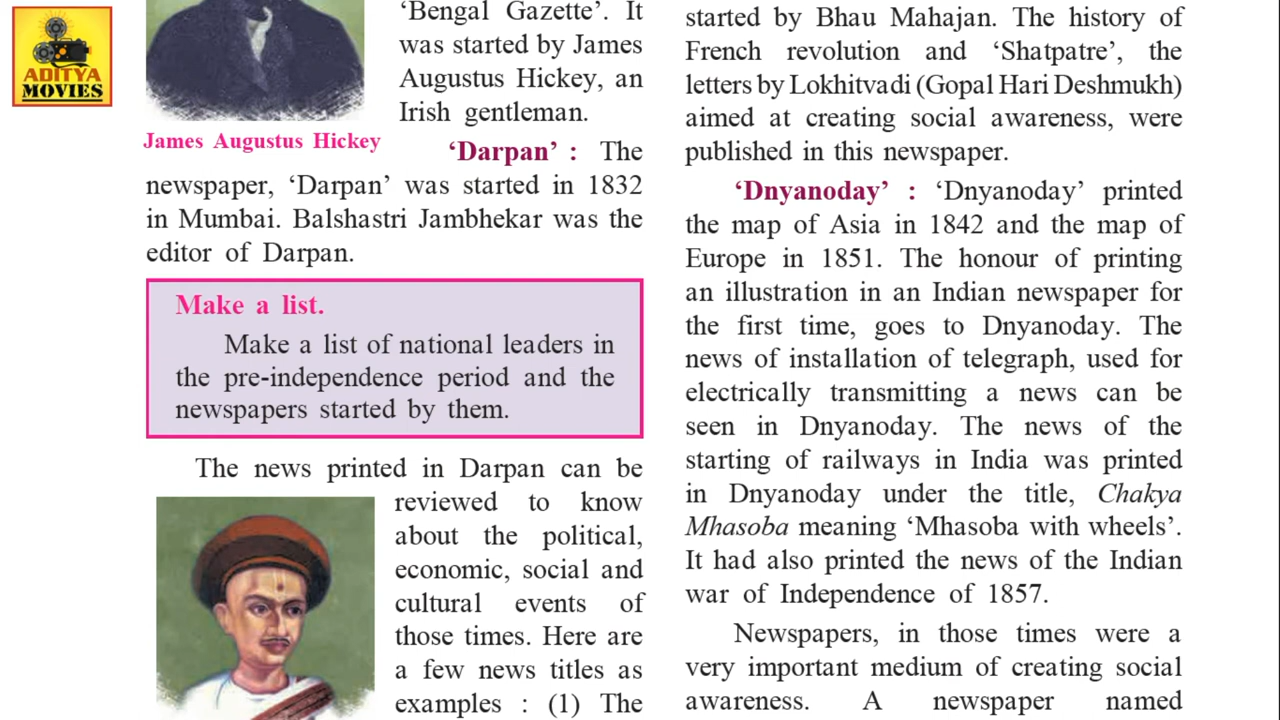 ADITYA
MOVIES
‘Bengal Gazette’. It
was started by James
Augustus Hickey, an
Irish gentleman.
James Augustus Hickey
‘Darpan’ : The
newspaper, ‘Darpan’ was started in 1832
in Mumbai. Balshastri Jambhekar was the
editor of Darpan.
Make a list.
Make a list of national leaders in
the pre-independence period and the
newspapers started by them.
The news printed in Darpan can be
reviewed to know
about the political,
economic, social and
cultural events of
those times. Here are
a few news titles as
examples : (1) The
started by Bhau Mahajan. The history of
French revolution and ‘Shatpatre’, the
letters by Lokhitvadi (Gopal Hari Deshmukh)
aimed at creating social awareness, were
published in this newspaper.
‘Dnyanoday’ : ‘Dnyanoday’ printed
the map of Asia in 1842 and the map of
Europe in 1851. The honour of printing
an illustration in an Indian newspaper for
the first time, goes to Dnyanoday. The
news of installation of telegraph, used for
electrically transmitting a news can be
seen in Dnyanoday. The news of the
starting of railways in India was printed
in Dnyanoday under the title, Chakya
Mhasoba meaning ‘Mhasoba with wheels’.
It had also printed the news of the Indian
war of Independence of 1857.
Newspapers, in those times were a
very important medium of creating social
awareness. A newspaper named